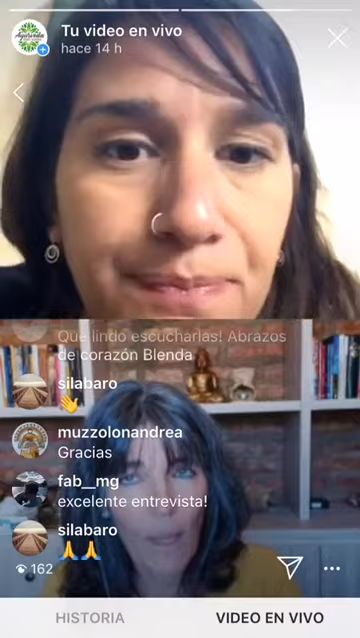 Tu video en vivo
hace 14 h
Ayurveda
Que lindo escucharlas! Abrazos
de corazón Blenda
silabaro
👋
muzzolonandrea
Gracias
fab__mg
excelente entrevista!
silabaro
🙏🙏
162
HISTORIA
VIDEO EN VIVO